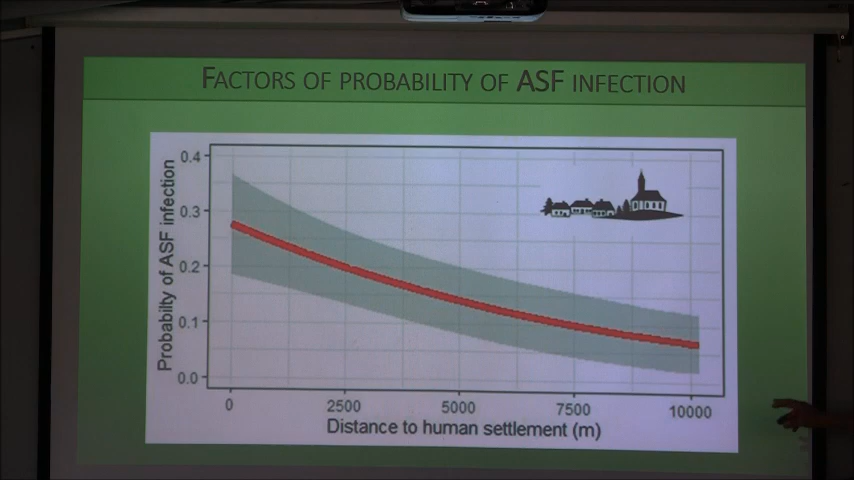 FACTORS OF PROBABILITY OF ASF INFECTION
0.4
0.3
0.2
0.1
0.0
Probabilty of ASF infection
0 2500 5000 7500 10000
Distance to human settlement (m)